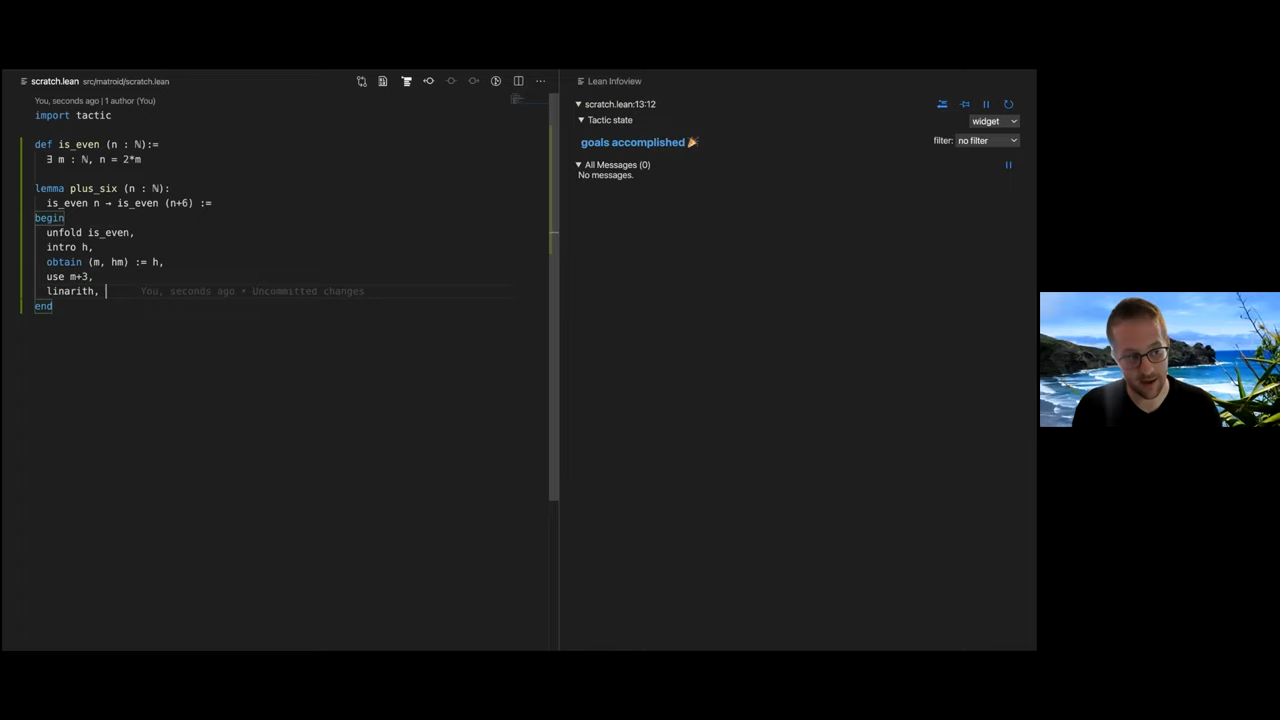 scratch.lean src/matroid/scratch.lean
You, seconds ago | 1 author (You)
import tactic
def is_even (n : ℕ):=
∃ m : ℕ, n = 2*m
lemma plus_six (n : ℕ):
is_even n → is_even (n+6) :=
begin
unfold is_even,
intro h,
obtain ⟨m, hm⟩ := h,
use m+3,
linarith, You, seconds ago • Uncommitted changes
end
Lean Infoview
scratch.lean:13:12
Tactic state
widget
goals accomplished 🎉
filter: no filter
All Messages (0)
No messages.